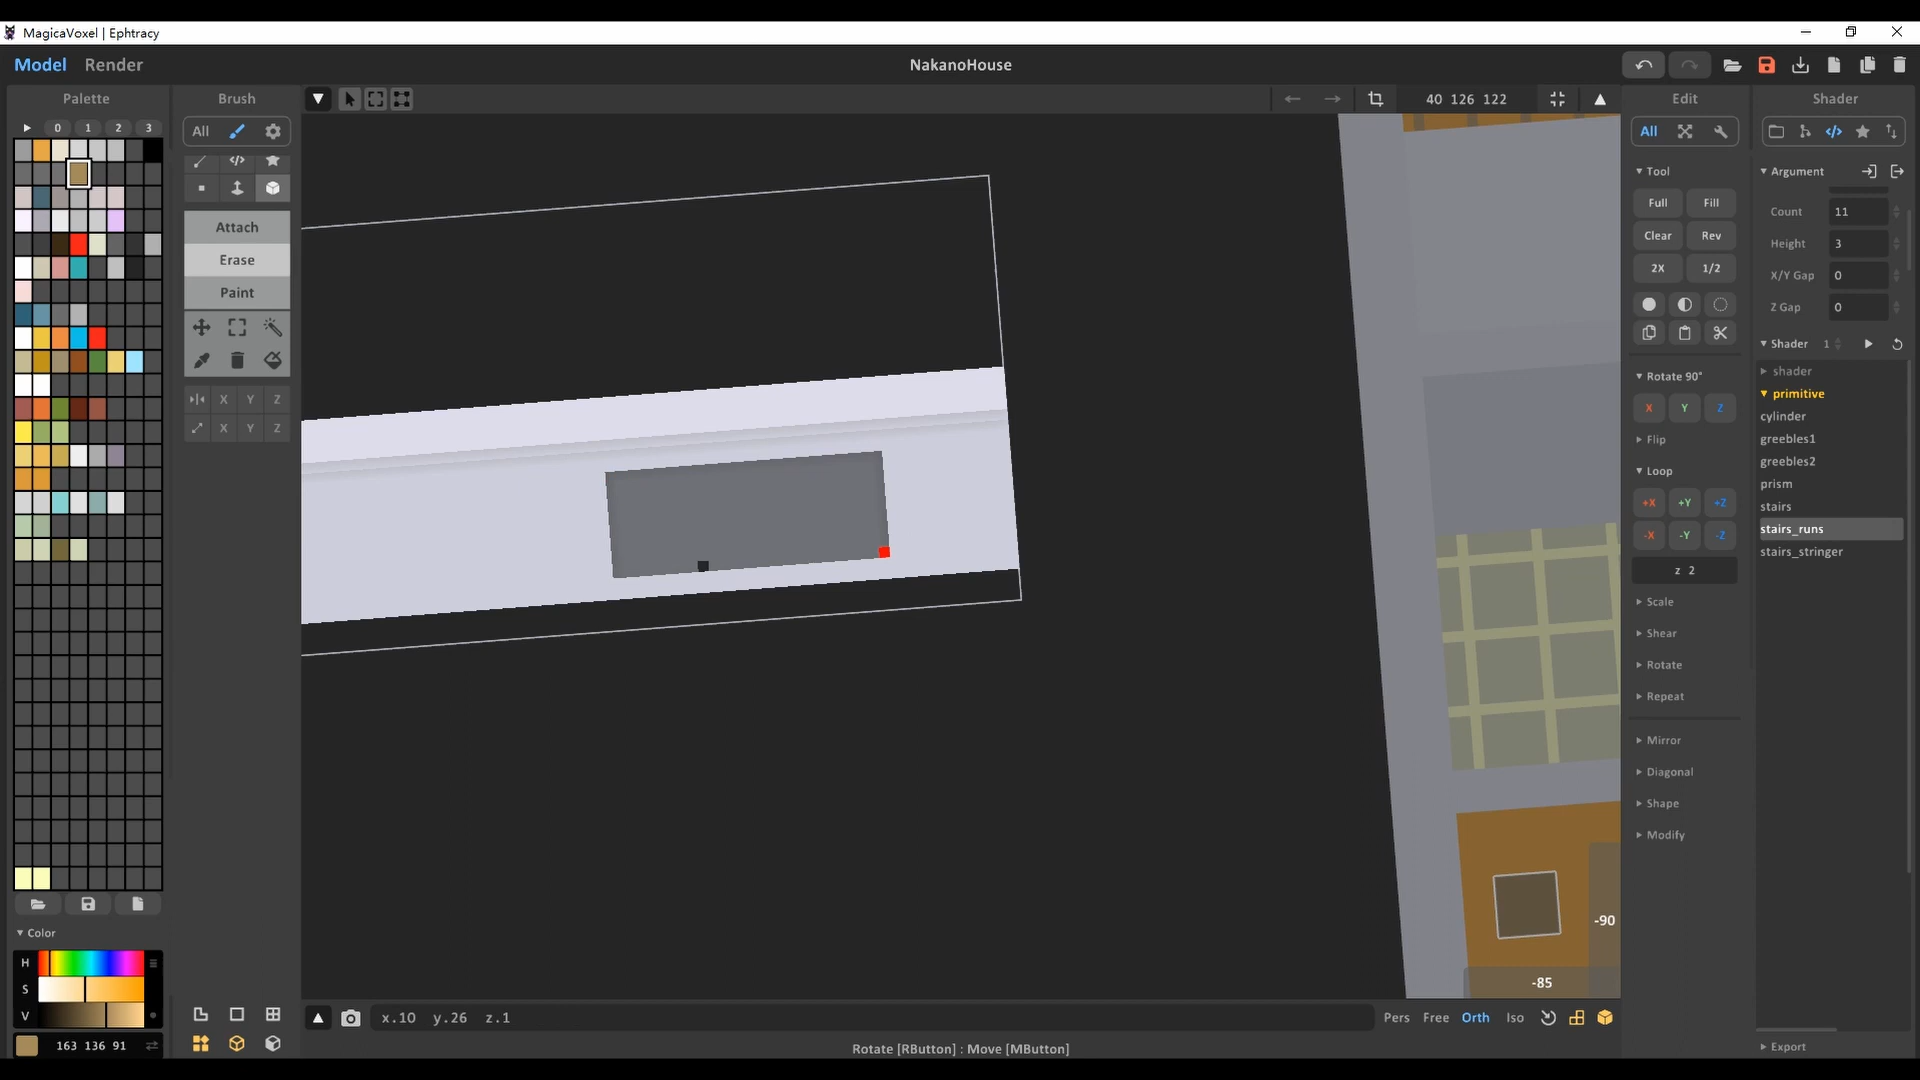 MagicaVoxel | Ephtracy
Model Render
NakanoHouse
Palette
Brush
40 126 122
Edit
Shader
0 1 2 3
All
All
Tool
Argument
Full Fill
Count 11
Attach
Clear Rev
Height 3
Erase
2X 1/2
X/Y Gap 0
Paint
Z Gap 0
Shader 1
Rotate 90°
shader
X Y Z
primitive
X Y Z
cylinder
X Y Z
Flip
greebles1
Loop
greebles2
prism
+X +Y +Z
stairs
-X -Y -Z
stairs_runs
stairs_stringer
z 2
Scale
Shear
Rotate
Repeat
Mirror
Diagonal
Shape
Modify
-90
-85
Color
H
S
V
163 136 91
x.10 y.26 z.1
Pers Free Orth Iso
Rotate [RButton] : Move [MButton]
Export